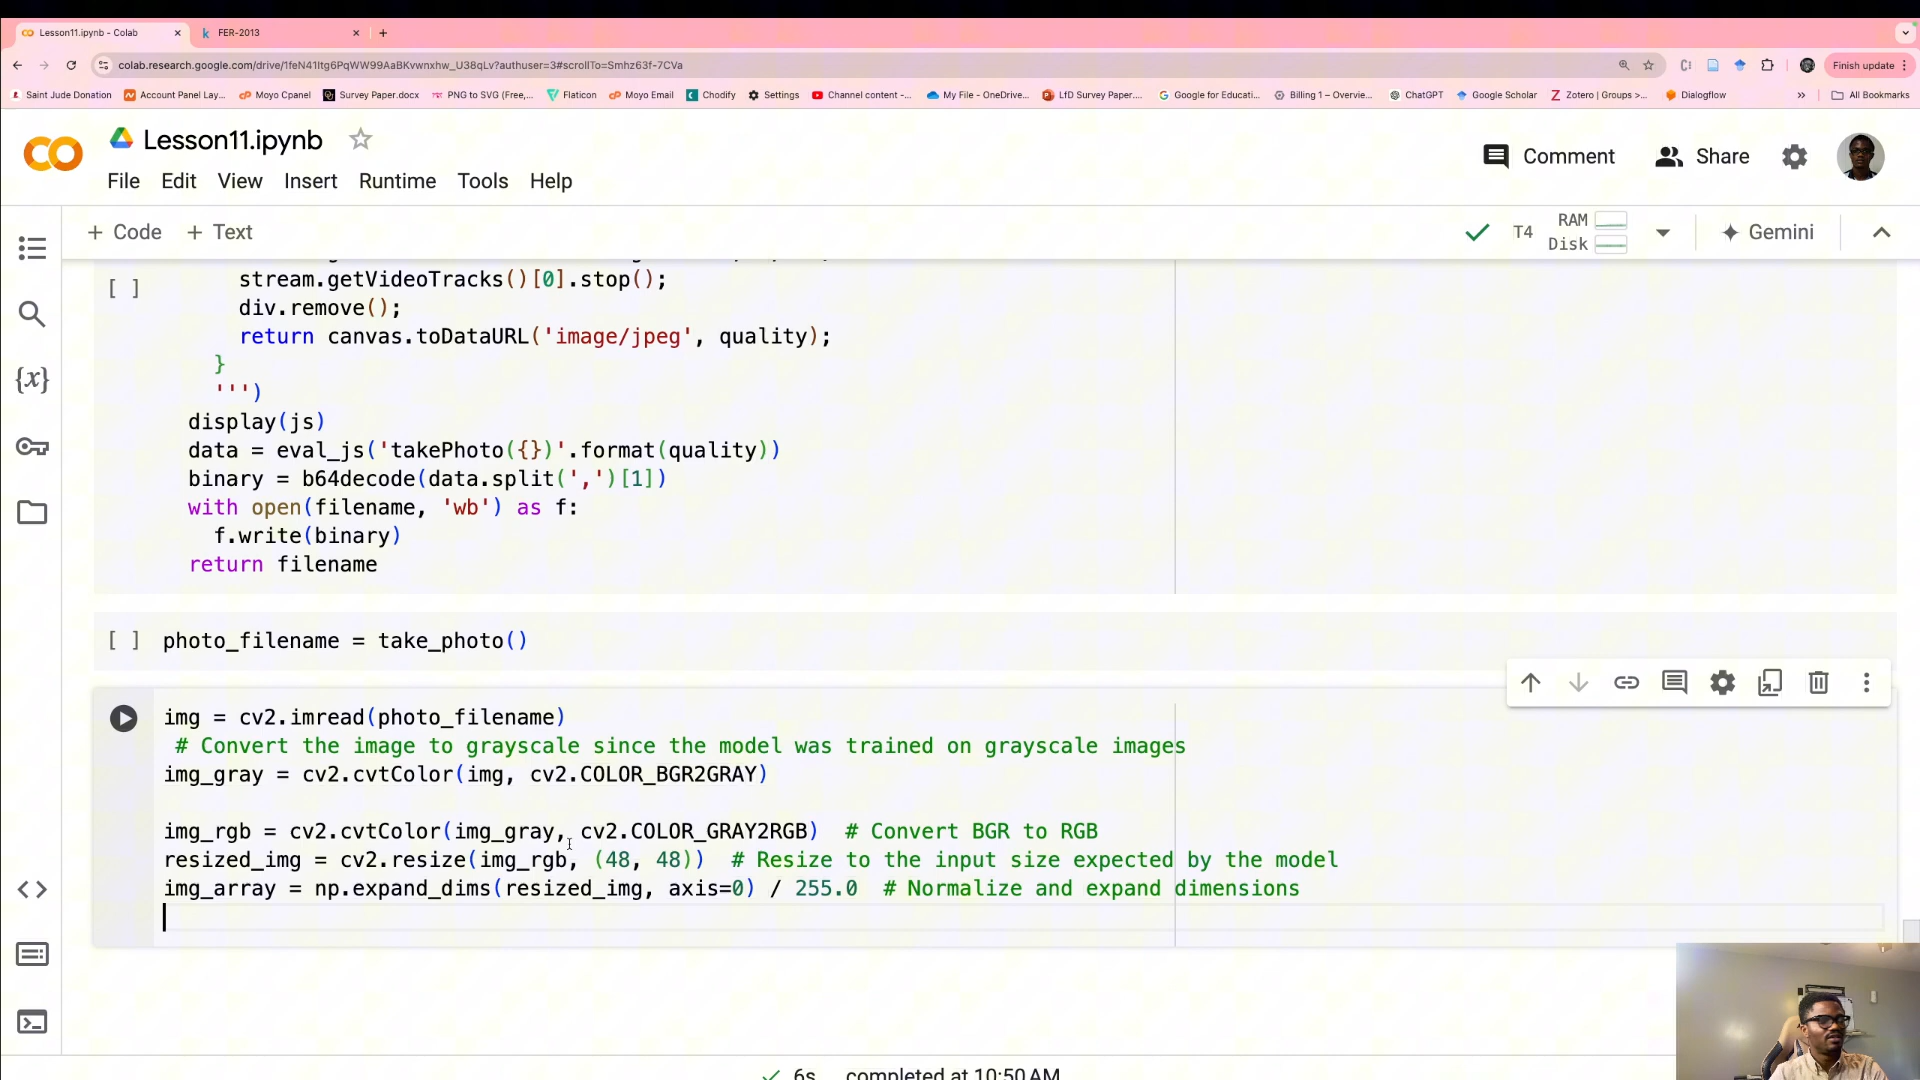 Lesson11.ipynb - Colab
FER-2013
colab.research.google.com/drive/1feN41Itg6PqWW99AaBKvwnxhw_U38qLv?authuser=3#scrollTo=Smhz63f-7CVa
Finish update
Saint Jude Donation
Account Panel Lay...
Moyo Cpanel
Survey Paper.docx
PNG to SVG (Free,...
Flaticon
Moyo Email
Chodify
Settings
Channel content -...
My File - OneDrive...
LfD Survey Paper....
Google for Educati...
Billing 1 – Overvie...
ChatGPT
Google Scholar
Zotero | Groups >...
Dialogflow
All Bookmarks
Lesson11.ipynb
Comment
Share
File Edit View Insert Runtime Tools Help
+ Code + Text
T4
RAM
Disk
Gemini
[ ]
stream.getVideoTracks()[0].stop();
div.remove();
return canvas.toDataURL('image/jpeg', quality);
}
''')
display(js)
data = eval_js('takePhoto({})'.format(quality))
binary = b64decode(data.split(',')[1])
with open(filename, 'wb') as f:
f.write(binary)
return filename
[ ] photo_filename = take_photo()
img = cv2.imread(photo_filename)
# Convert the image to grayscale since the model was trained on grayscale images
img_gray = cv2.cvtColor(img, cv2.COLOR_BGR2GRAY)
img_rgb = cv2.cvtColor(img_gray, cv2.COLOR_GRAY2RGB) # Convert BGR to RGB
resized_img = cv2.resize(img_rgb, (48, 48)) # Resize to the input size expected by the model
img_array = np.expand_dims(resized_img, axis=0) / 255.0 # Normalize and expand dimensions
6s completed at 10:50 AM